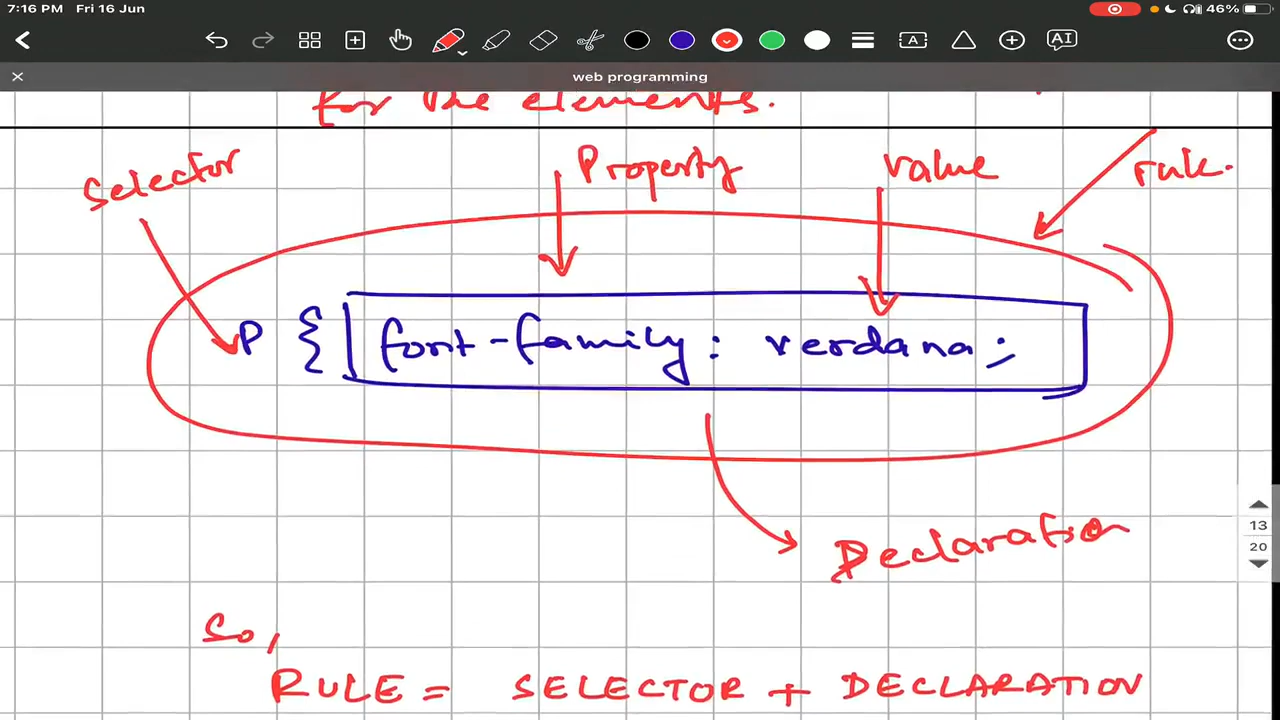 7:16 PM Fri 16 Jun
46%
A
AI
web programming
for the elements.
selector
Property
value
rule.
P { font-family: verdana;
Declaration
13
20
So,
RULE = SELECTOR + DECLARATION